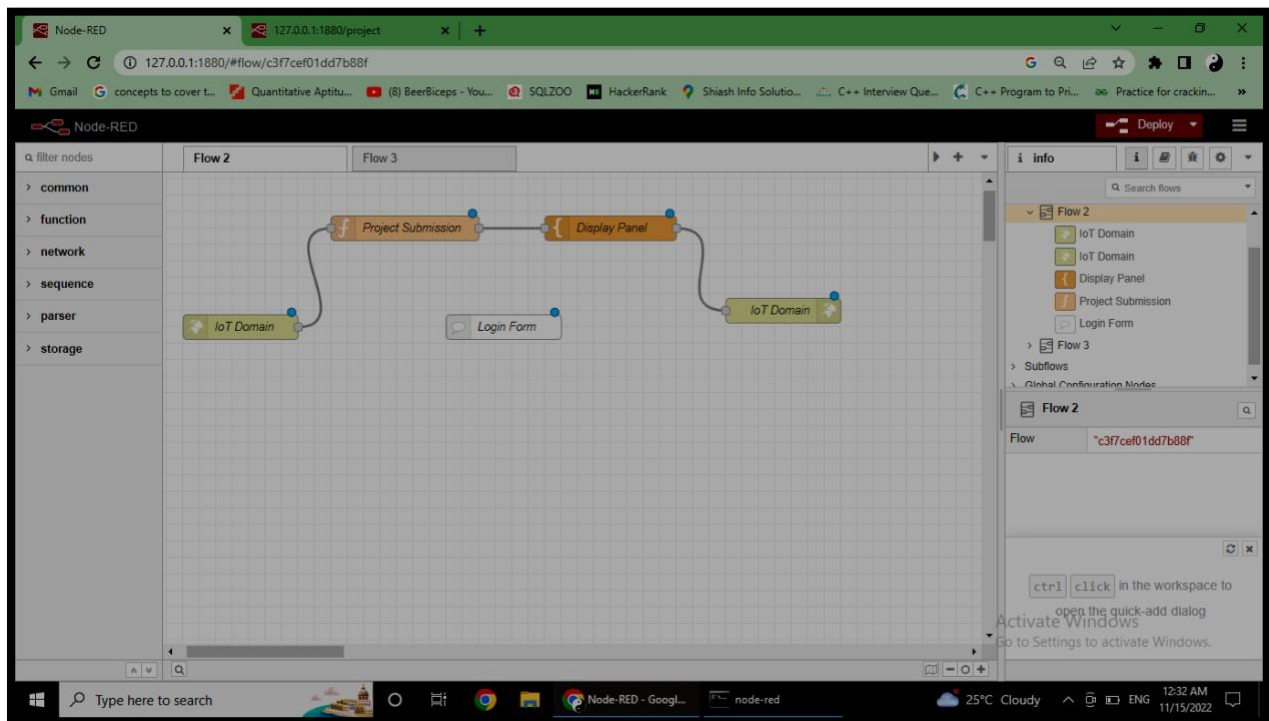 Node-RED
127.0.0.1:1880/project
127.0.0.1:1880/#flow/c3f7cef01dd7b88f
Gmail
concepts to cover t...
Quantitative Aptitu...
(8) BeerBiceps - You...
SQLZOO
HackerRank
Shiash Info Solutio...
C++ Interview Que...
C++ Program to Pri...
Practice for crackin...
Node-RED
Deploy
filter nodes
Flow 2
Flow 3
i info
common
function
network
sequence
parser
storage
Project Submission
Display Panel
IoT Domain
Login Form
IoT Domain
Search flows
Flow 2
IoT Domain
IoT Domain
Display Panel
Project Submission
Login Form
Flow 3
Subflows
Global Configuration Nodes
Flow 2
Flow
"c3f7cef01dd7b88f"
ctrl click in the workspace to
open the quick-add dialog
Activate Windows
Go to Settings to activate Windows.
Type here to search
Node-RED - Googl...
node-red
25°C Cloudy
ENG
12:32 AM
11/15/2022